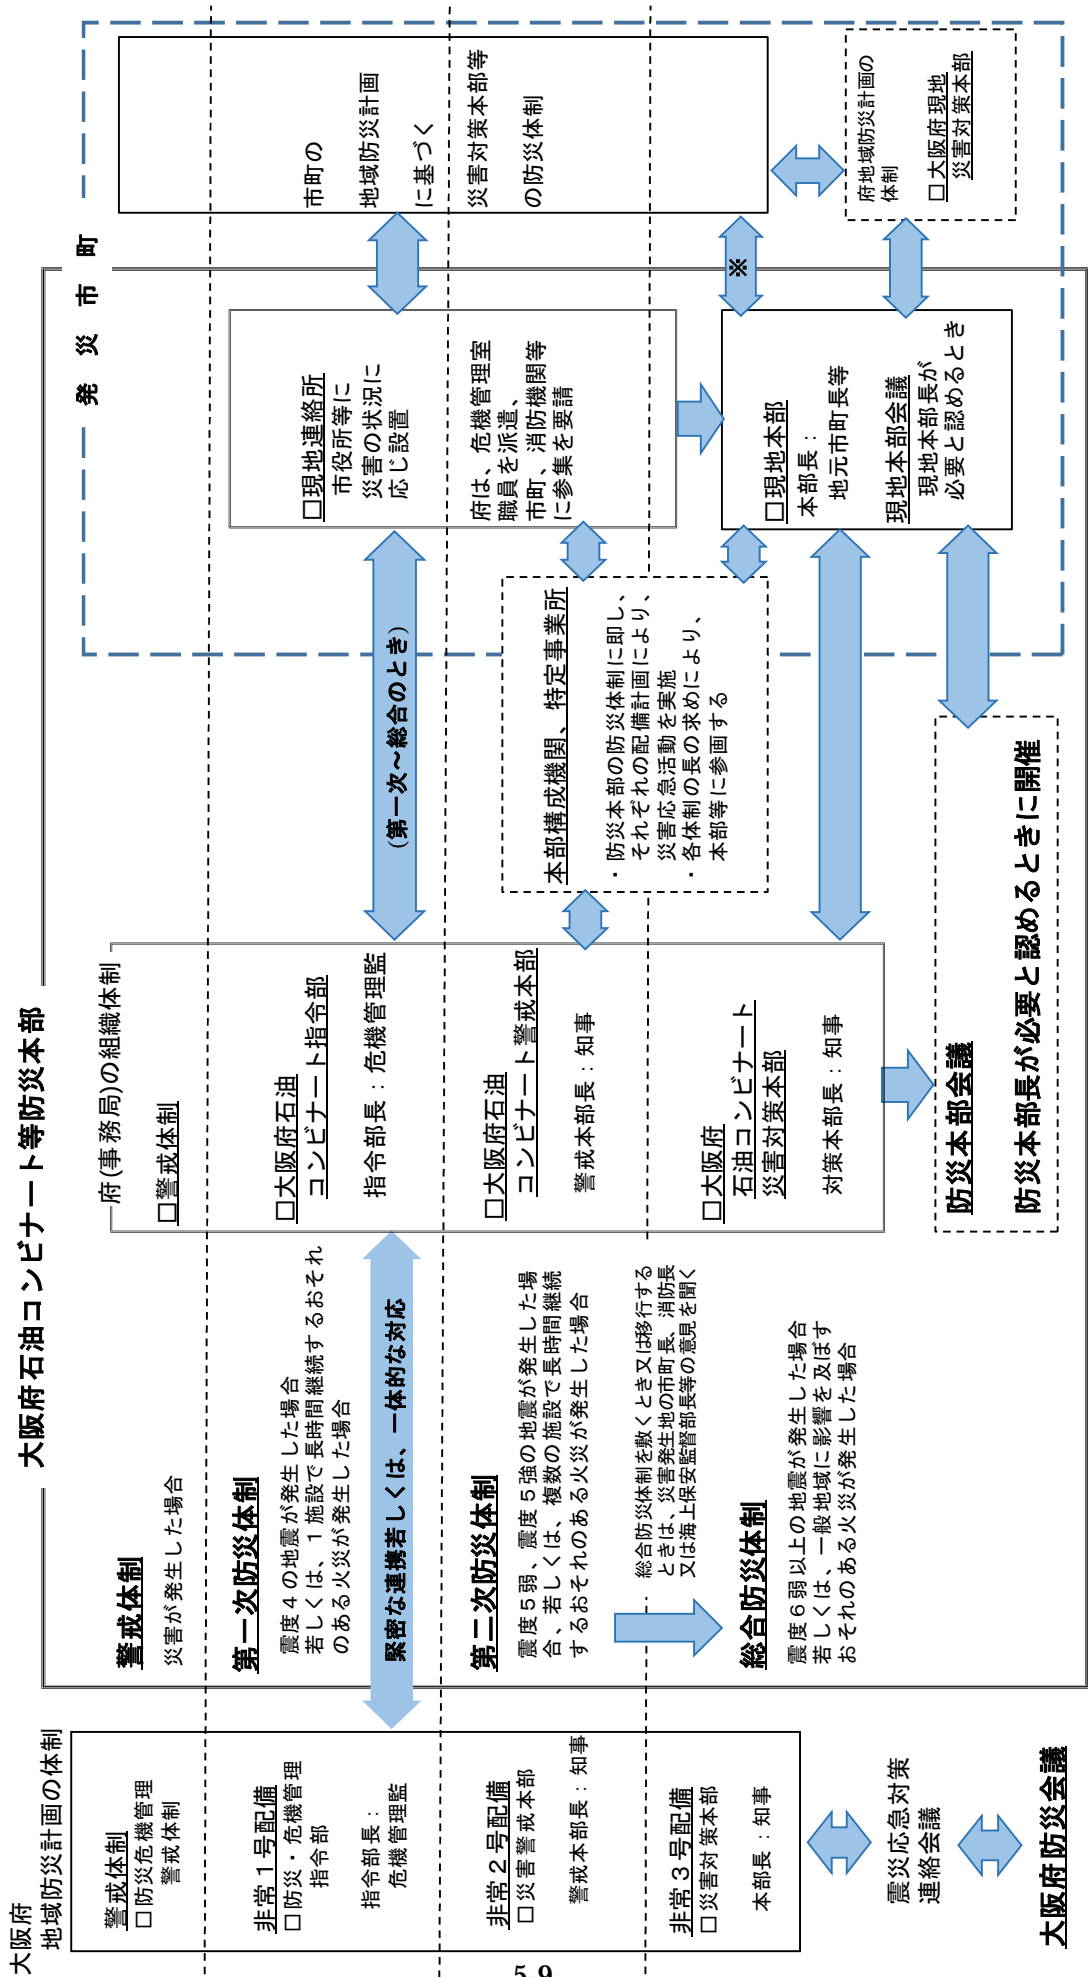 大阪府
地域防災計画の体制
警戒体制
□防災危機管理
警戒体制
非常１号配備
□防災・危機管理
指令部
指令部長：
危機管理監
非常２号配備
□災害警戒本部
警戒本部長：知事
非常３号配備
□災害対策本部
本部長：知事
震災応急対策
連絡会議
大阪府防災会議
大阪府石油コンビナート等防災本部
警戒体制
災害が発生した場合
第一次防災体制
震度４の地震が発生した場合
若しくは、１施設で長時間継続するおそれ
のある火災が発生した場合
緊密な連携若しくは、一体的な対応
第二次防災体制
震度５弱、震度５強の地震が発生した場
合、若しくは、複数の施設で長時間継続
するおそれのある火災が発生した場合
総合防災体制を敷くとき又は移行する
ときは、災害発生地の市町長、消防長
又は海上保安監督部長等の意見を聞く
総合防災体制
震度６弱以上の地震が発生した場合
若しくは、一般地域に影響を及ぼす
おそれのある火災が発生した場合
府(事務局)の組織体制
□警戒体制
□大阪府石油
コンビナート指令部
指令部長：危機管理監
□大阪府石油
コンビナート警戒本部
警戒本部長：知事
□大阪府
石油コンビナート
災害対策本部
対策本部長：知事
防災本部会議
防災本部長が必要と認めるときに開催
(第一次～総合のとき)
本部構成機関、特定事業所
・防災本部の防災体制に即し、
それぞれの配備計画により、
災害応急活動を実施
・各体制の長の求めにより、
本部等に参画する
発災市町
□現地連絡所
市役所等に
災害の状況に
応じ設置
府は、危機管理室
職員を派遣、
市町、消防機関等
に参集を要請
□現地本部
本部長：
地元市町長等
現地本部会議
現地本部長が
必要と認めるとき
市町の
地域防災計画
に基づく
災害対策本部等
の防災体制
※
府地域防災計画の
体制
□大阪府現地
災害対策本部
59